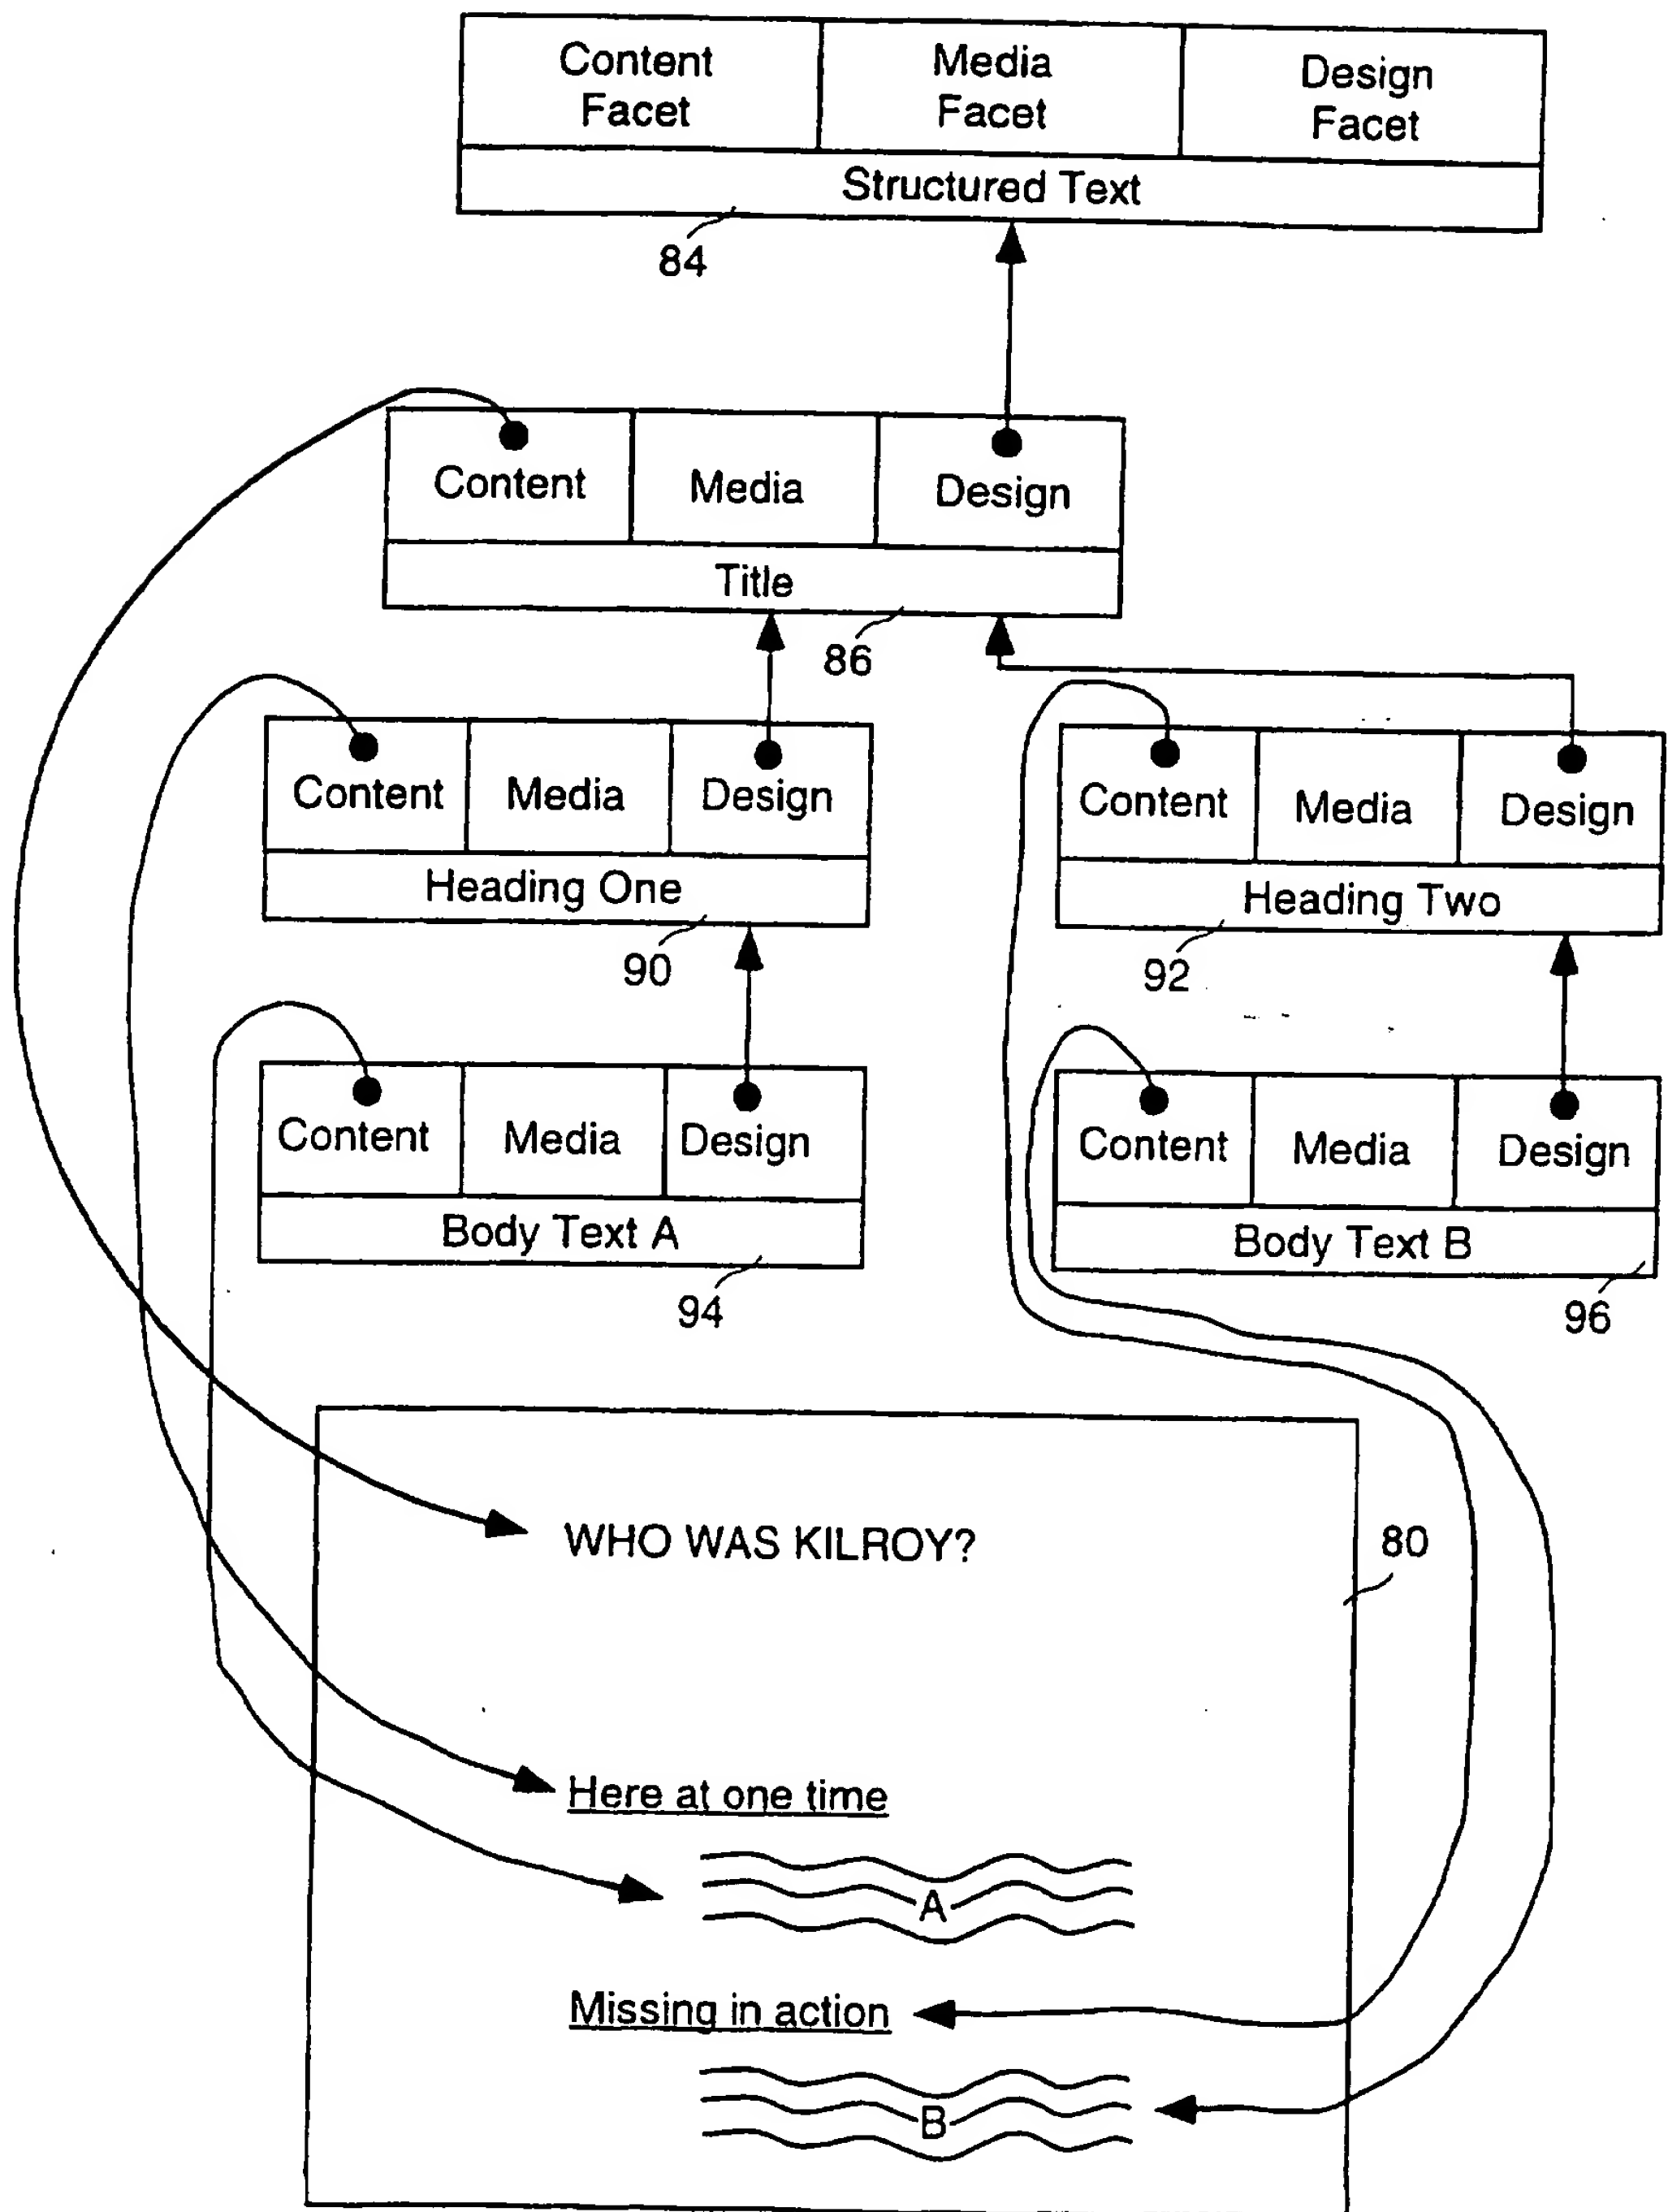 Content Facet
Media Facet
Design Facet
Structured Text
84
Content Media Design
Title
86
Content Media Design
Heading One
90
Content Media Design
Heading Two
92
Content Media Design
Body Text A
94
Content Media Design
Body Text B
96
WHO WAS KILROY?
80
Here at one time
A
Missing in action
B